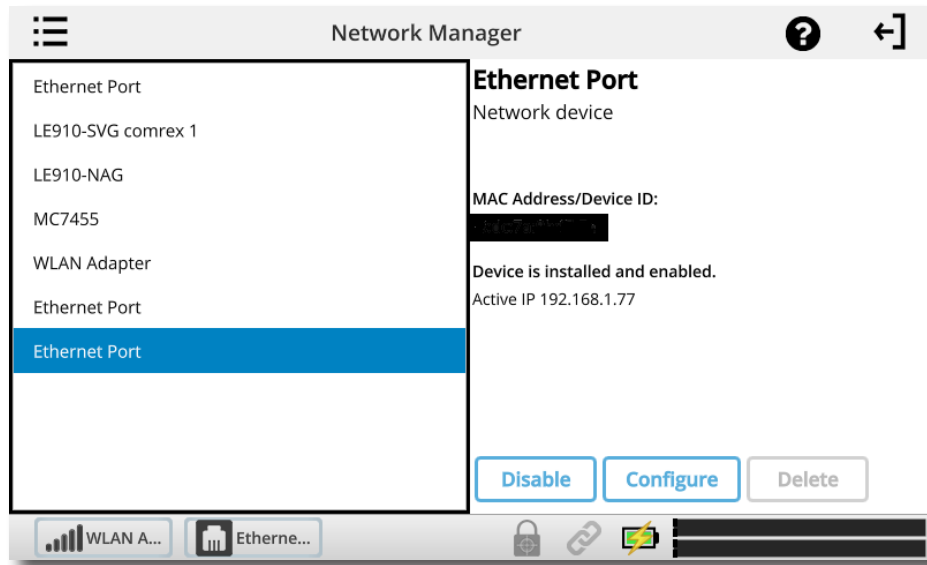 Network Manager
?
Ethernet Port
LE910-SVG comrex 1
LE910-NAG
MC7455
WLAN Adapter
Ethernet Port
Ethernet Port
Ethernet Port
Network device
MAC Address/Device ID:
Device is installed and enabled.
Active IP 192.168.1.77
Disable
Configure
Delete
WLAN A...
Etherne...